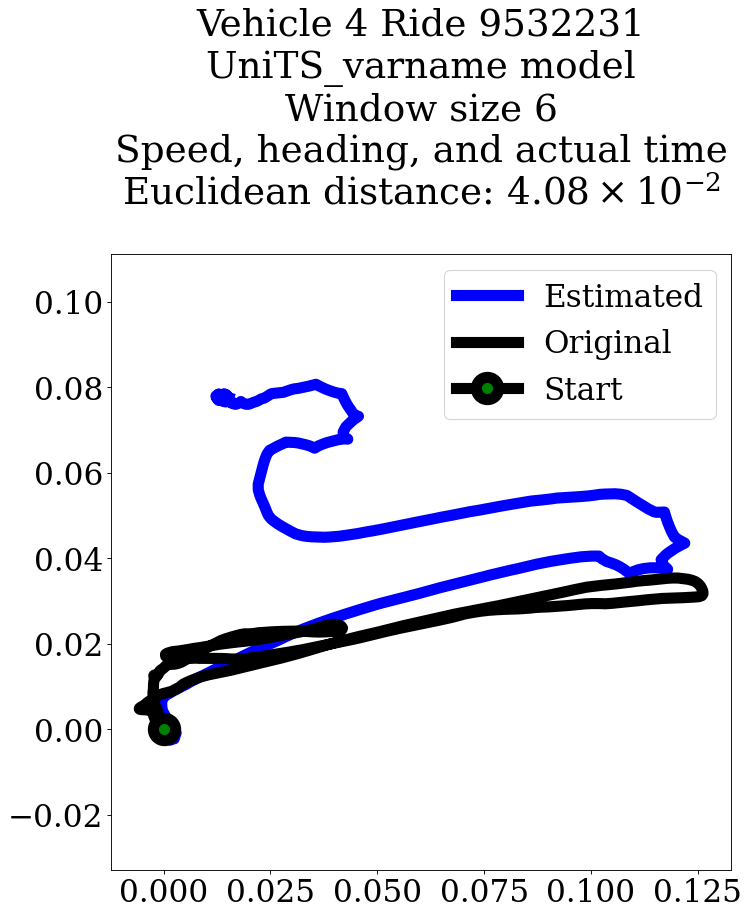 Vehicle 4 Ride 9532231
UniTS_varname model
Window size 6
Speed, heading, and actual time
Euclidean distance: 4.08 × 10⁻²
Estimated
Original
Start
0.10
0.08
0.06
0.04
0.02
0.00
−0.02
0.000 0.025 0.050 0.075 0.100 0.125